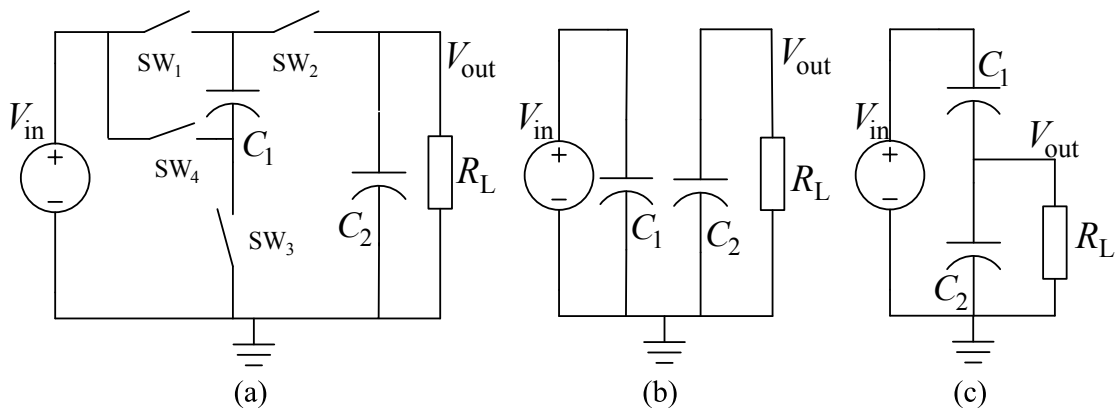 SW₁
SW₂
Vout
Vin
+
−
C₁
SW₄
SW₃
C₂
RL
(a)
Vout
Vin
+
−
C₁
C₂
RL
(b)
C₁
Vin
Vout
+
−
C₂
RL
(c)